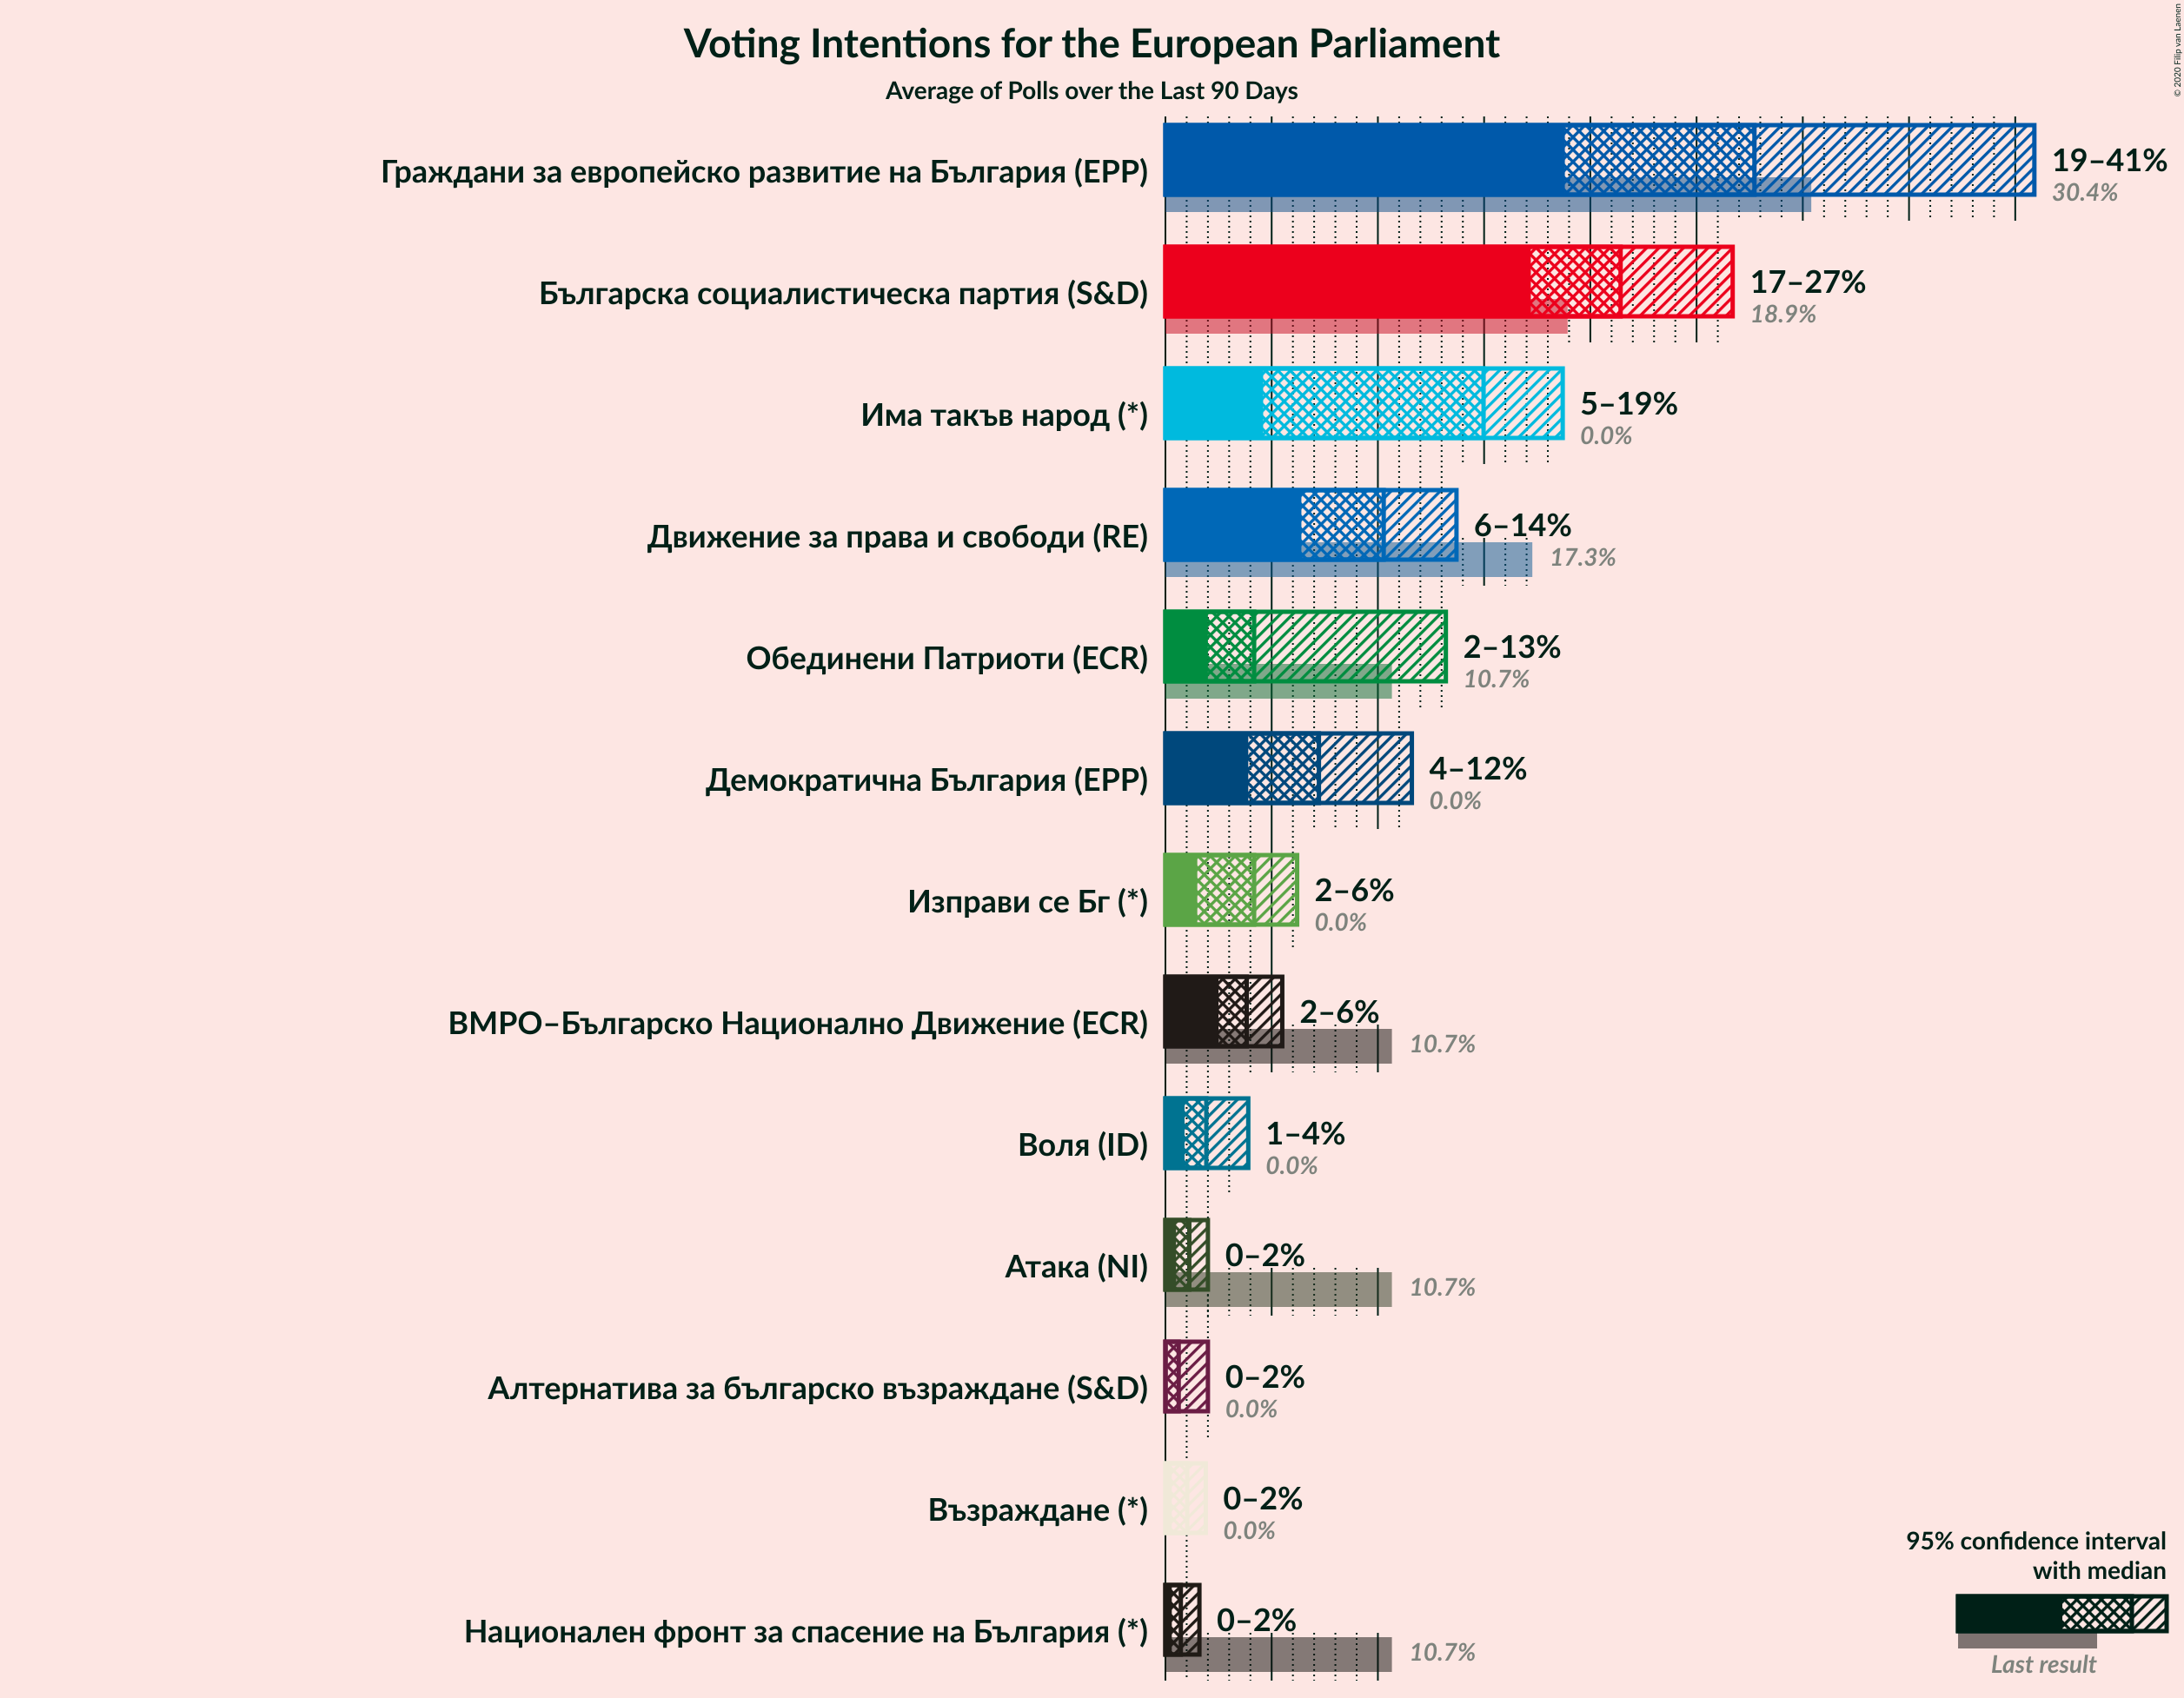 Voting Intentions for the European Parliament
Average of Polls over the Last 90 Days
© 2020 Filip van Laenen
Граждани за европейско развитие на България (EPP)
19–41%
30.4%
Българска социалистическа партия (S&D)
17–27%
18.9%
Има такъв народ (*)
5–19%
0.0%
Движение за права и свободи (RE)
6–14%
17.3%
Обединени Патриоти (ECR)
2–13%
10.7%
Демократична България (EPP)
4–12%
0.0%
Изправи се Бг (*)
2–6%
0.0%
ВМРО–Българско Национално Движение (ECR)
2–6%
10.7%
Воля (ID)
1–4%
0.0%
Атака (NI)
0–2%
10.7%
Алтернатива за българско възраждане (S&D)
0–2%
0.0%
Възраждане (*)
0–2%
0.0%
Национален фронт за спасение на България (*)
0–2%
10.7%
95% confidence interval
with median
Last result